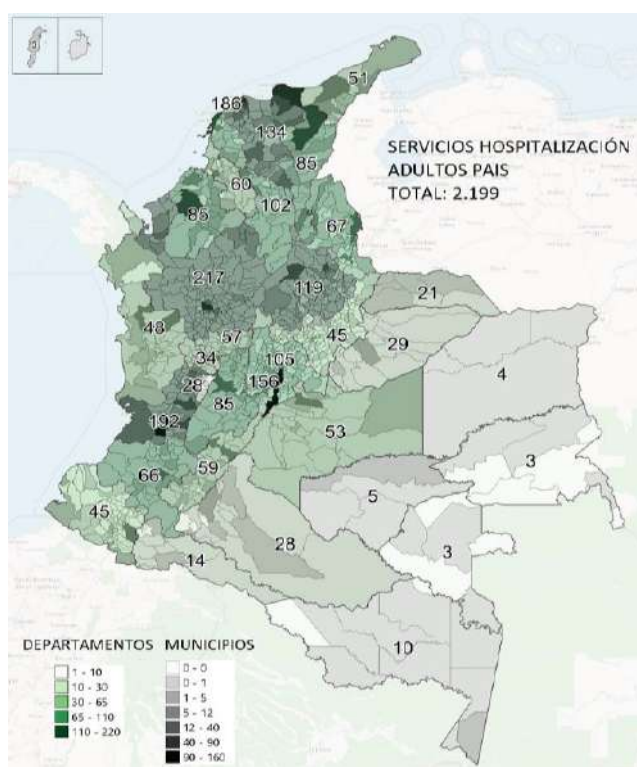 51
186
134
SERVICIOS HOSPITALIZACIÓN
ADULTOS PAIS
TOTAL: 2.199
85
60
85
102
67
217
119
21
48
57
45
29
34
105
4
28
156
85
192
53
59
3
66
5
45
28
3
14
10
DEPARTAMENTOS
1 - 10
10 - 30
30 - 65
65 - 110
110 - 220
MUNICIPIOS
0 - 0
0 - 1
1 - 5
5 - 12
12 - 40
40 - 90
90 - 160